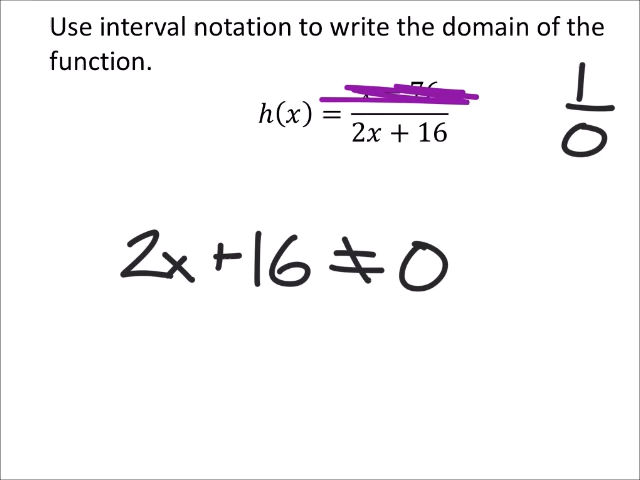 Use interval notation to write the domain of the
function.
h(x) =
2x + 16
1
0
2x + 16 ≠ 0